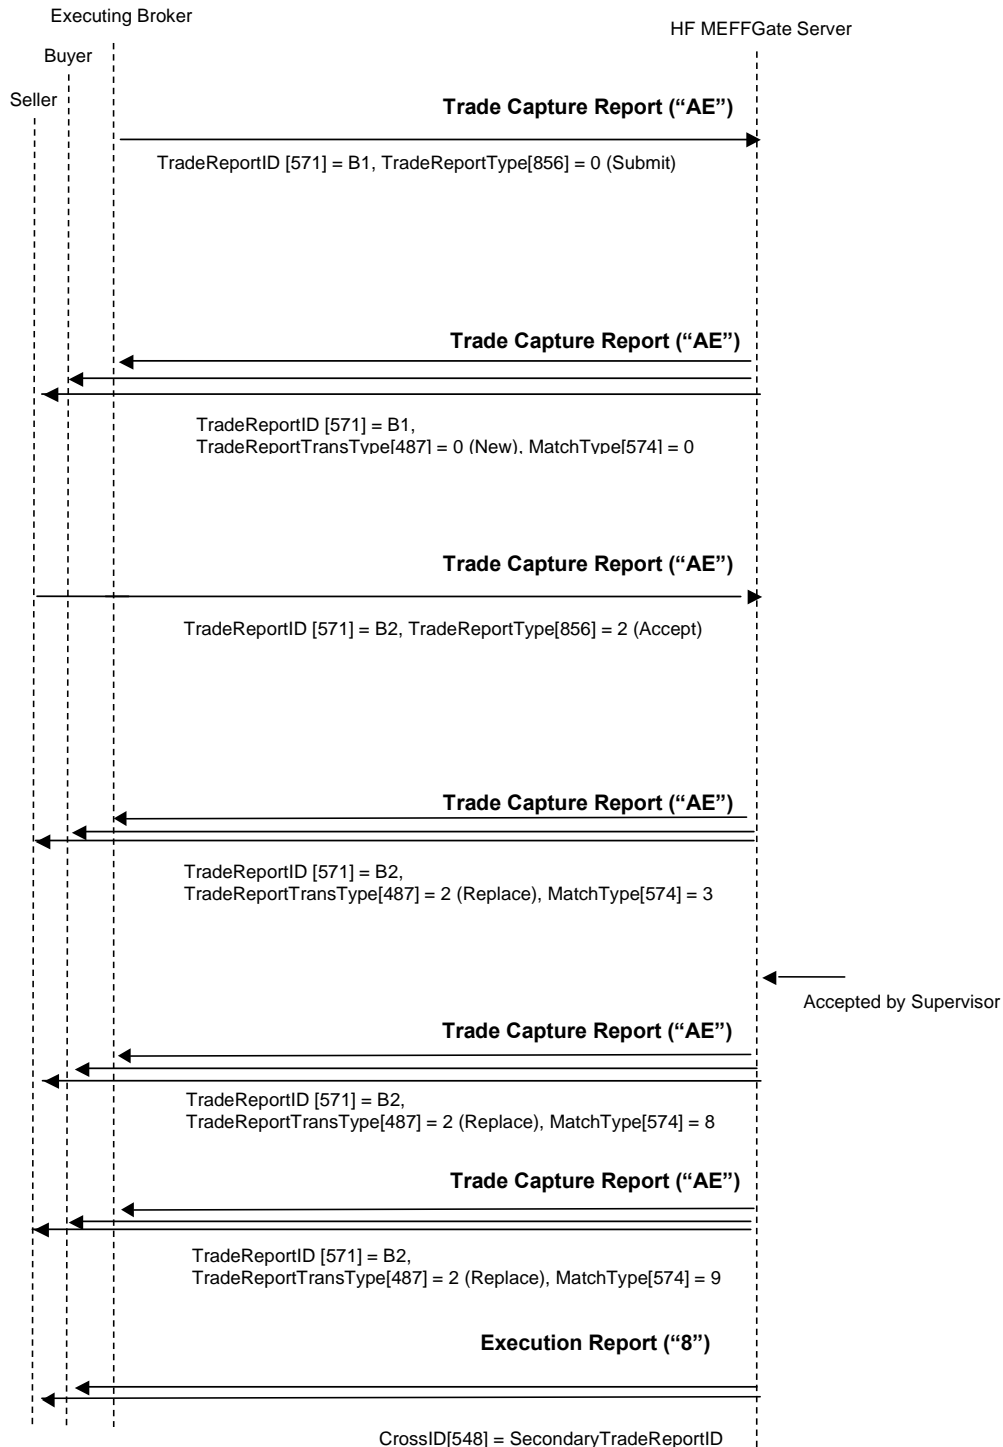 Executing Broker
HF MEFFGate Server
Buyer
Seller
Trade Capture Report (“AE”)
TradeReportID [571] = B1, TradeReportType[856] = 0 (Submit)
Trade Capture Report (“AE”)
TradeReportID [571] = B1,
TradeReportTransType[487] = 0 (New), MatchType[574] = 0
Trade Capture Report (“AE”)
TradeReportID [571] = B2, TradeReportType[856] = 2 (Accept)
Trade Capture Report (“AE”)
TradeReportID [571] = B2,
TradeReportTransType[487] = 2 (Replace), MatchType[574] = 3
Accepted by Supervisor
Trade Capture Report (“AE”)
TradeReportID [571] = B2,
TradeReportTransType[487] = 2 (Replace), MatchType[574] = 8
Trade Capture Report (“AE”)
TradeReportID [571] = B2,
TradeReportTransType[487] = 2 (Replace), MatchType[574] = 9
Execution Report (“8”)
CrossID[548] = SecondaryTradeReportID